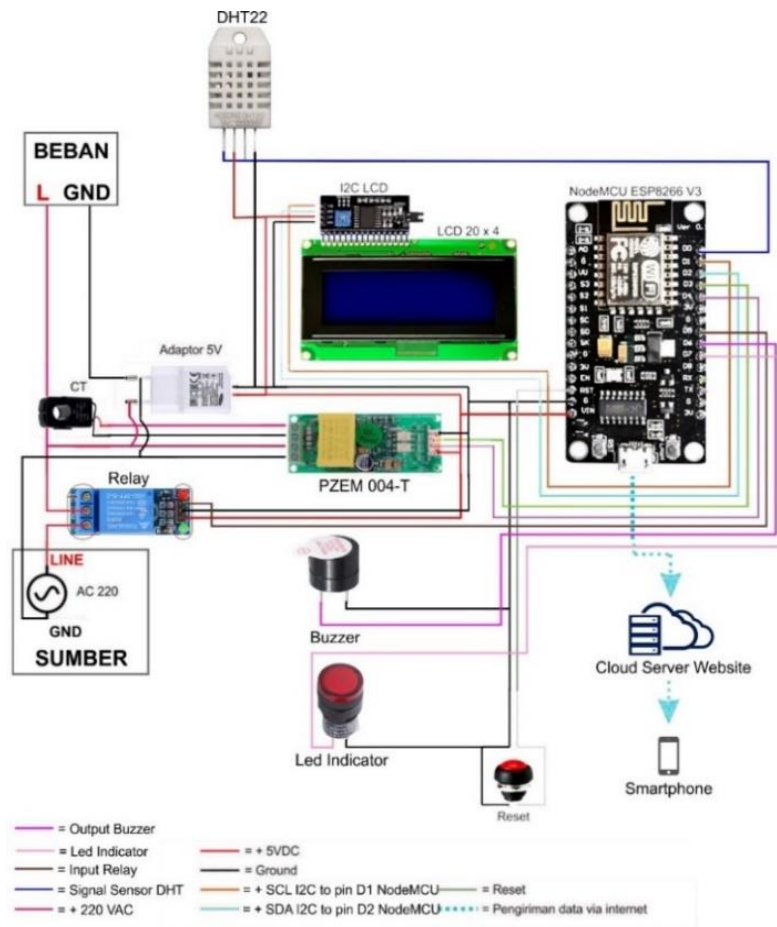 DHT22
BEBAN
L GND
I2C LCD
LCD 20 x 4
NodeMCU ESP8266 V3
Adaptor 5V
CT
PZEM 004-T
Relay
LINE
AC 220
GND
SUMBER
Buzzer
Led Indicator
Reset
Cloud Server Website
Smartphone
= Output Buzzer
= Led Indicator
= Input Relay
= Signal Sensor DHT
= + 220 VAC
= + 5VDC
= Ground
= + SCL I2C to pin D1 NodeMCU
= + SDA I2C to pin D2 NodeMCU
= Reset
= Pengiriman data via internet